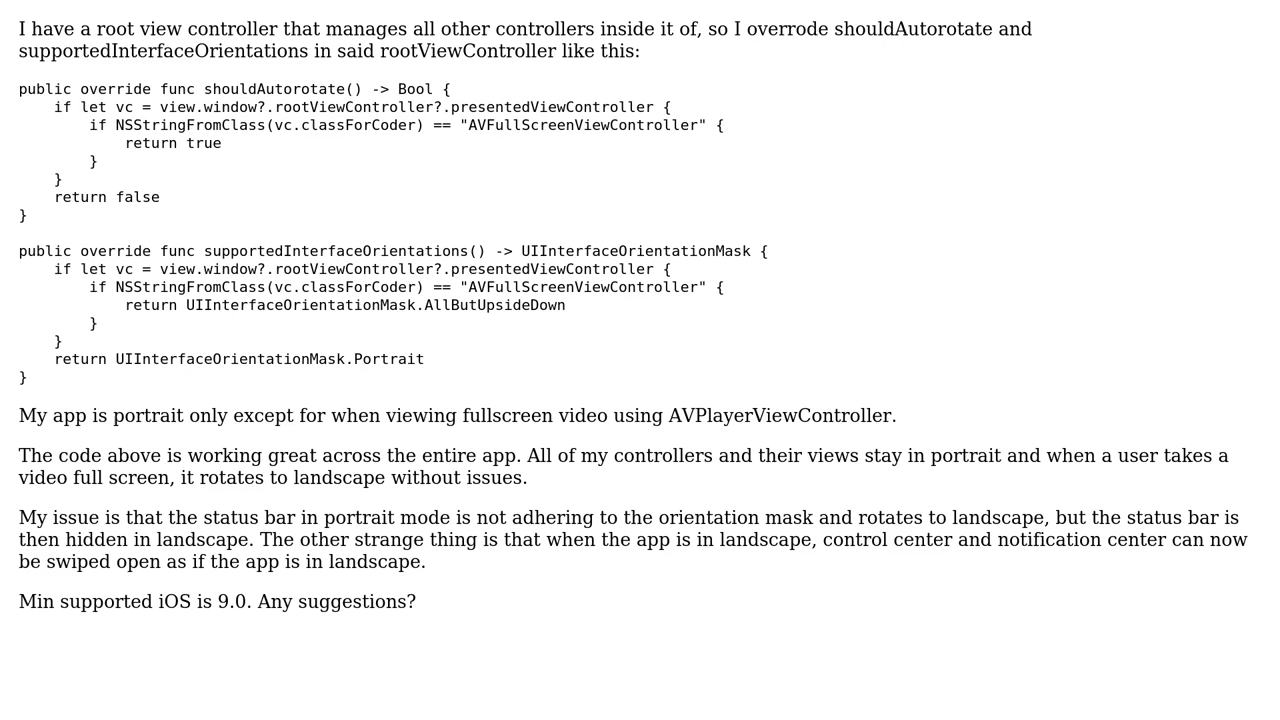 I have a root view controller that manages all other controllers inside it of, so I overrode shouldAutorotate and
supportedInterfaceOrientations in said rootViewController like this:
public override func shouldAutorotate() -> Bool {
    if let vc = view.window?.rootViewController?.presentedViewController {
        if NSStringFromClass(vc.classForCoder) == "AVFullScreenViewController" {
            return true
        }
    }
    return false
}
public override func supportedInterfaceOrientations() -> UIInterfaceOrientationMask {
    if let vc = view.window?.rootViewController?.presentedViewController {
        if NSStringFromClass(vc.classForCoder) == "AVFullScreenViewController" {
            return UIInterfaceOrientationMask.AllButUpsideDown
        }
    }
    return UIInterfaceOrientationMask.Portrait
}
My app is portrait only except for when viewing fullscreen video using AVPlayerViewController.
The code above is working great across the entire app. All of my controllers and their views stay in portrait and when a user takes a
video full screen, it rotates to landscape without issues.
My issue is that the status bar in portrait mode is not adhering to the orientation mask and rotates to landscape, but the status bar is
then hidden in landscape. The other strange thing is that when the app is in landscape, control center and notification center can now
be swiped open as if the app is in landscape.
Min supported iOS is 9.0. Any suggestions?